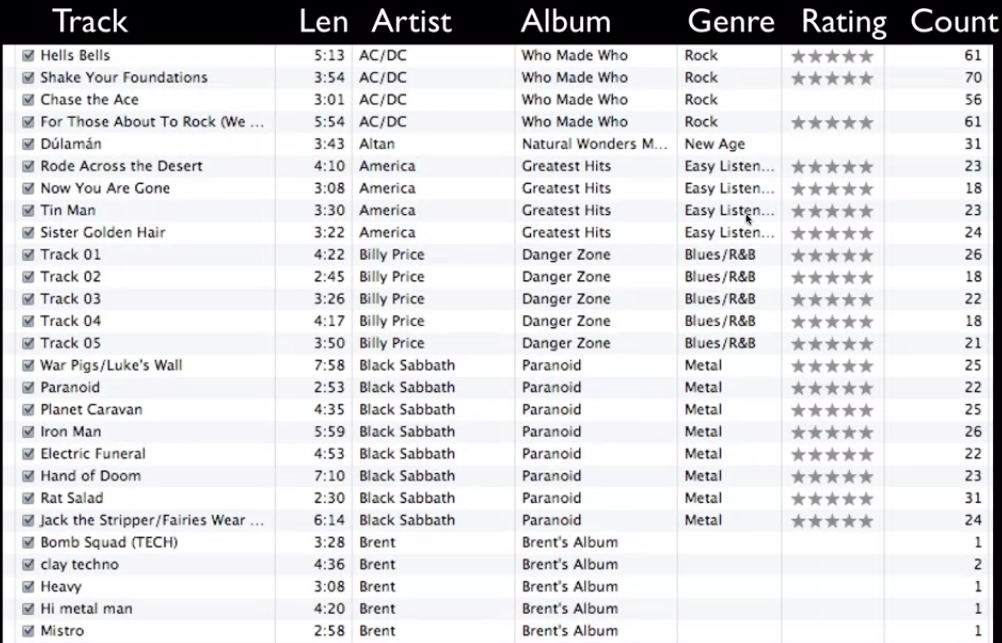 Track Len Artist Album Genre Rating Count
Hells Bells 5:13 AC/DC Who Made Who Rock ★★★★★ 61
Shake Your Foundations 3:54 AC/DC Who Made Who Rock ★★★★★ 70
Chase the Ace 3:01 AC/DC Who Made Who Rock 56
For Those About To Rock (We ... 5:54 AC/DC Who Made Who Rock ★★★★★ 61
Dúlamán 3:43 Altan Natural Wonders M... New Age 31
Rode Across the Desert 4:10 America Greatest Hits Easy Listen... ★★★★★ 23
Now You Are Gone 3:08 America Greatest Hits Easy Listen... ★★★★★ 18
Tin Man 3:30 America Greatest Hits Easy Listen... ★★★★★ 23
Sister Golden Hair 3:22 America Greatest Hits Easy Listen... ★★★★★ 24
Track 01 4:22 Billy Price Danger Zone Blues/R&B ★★★★★ 26
Track 02 2:45 Billy Price Danger Zone Blues/R&B ★★★★★ 18
Track 03 3:26 Billy Price Danger Zone Blues/R&B ★★★★★ 22
Track 04 4:17 Billy Price Danger Zone Blues/R&B ★★★★★ 18
Track 05 3:50 Billy Price Danger Zone Blues/R&B ★★★★★ 21
War Pigs/Luke's Wall 7:58 Black Sabbath Paranoid Metal ★★★★★ 25
Paranoid 2:53 Black Sabbath Paranoid Metal ★★★★★ 22
Planet Caravan 4:35 Black Sabbath Paranoid Metal ★★★★★ 25
Iron Man 5:59 Black Sabbath Paranoid Metal ★★★★★ 26
Electric Funeral 4:53 Black Sabbath Paranoid Metal ★★★★★ 22
Hand of Doom 7:10 Black Sabbath Paranoid Metal ★★★★★ 23
Rat Salad 2:30 Black Sabbath Paranoid Metal ★★★★★ 31
Jack the Stripper/Fairies Wear ... 6:14 Black Sabbath Paranoid Metal ★★★★★ 24
Bomb Squad (TECH) 3:28 Brent Brent's Album 1
clay techno 4:36 Brent Brent's Album 2
Heavy 3:08 Brent Brent's Album 1
Hi metal man 4:20 Brent Brent's Album 1
Mistro 2:58 Brent Brent's Album 1